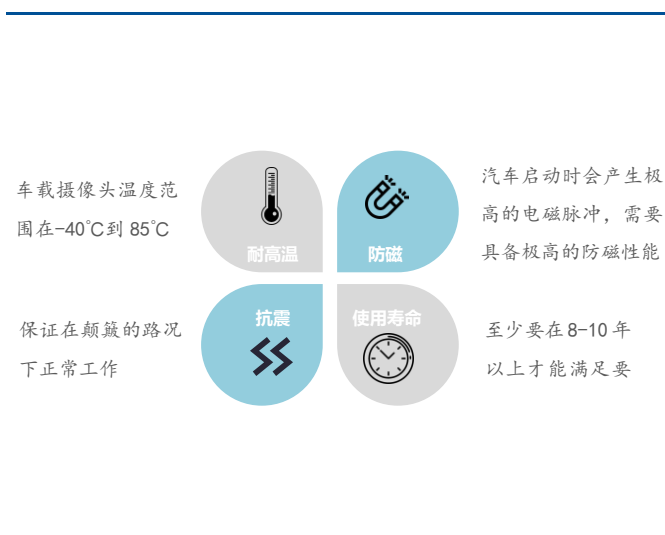 车载摄像头温度范
围在-40℃到 85℃
耐高温
防磁
汽车启动时会产生极
高的电磁脉冲，需要
具备极高的防磁性能
保证在颠簸的路况
下正常工作
抗震
使用寿命
至少要在 8-10 年
以上才能满足要